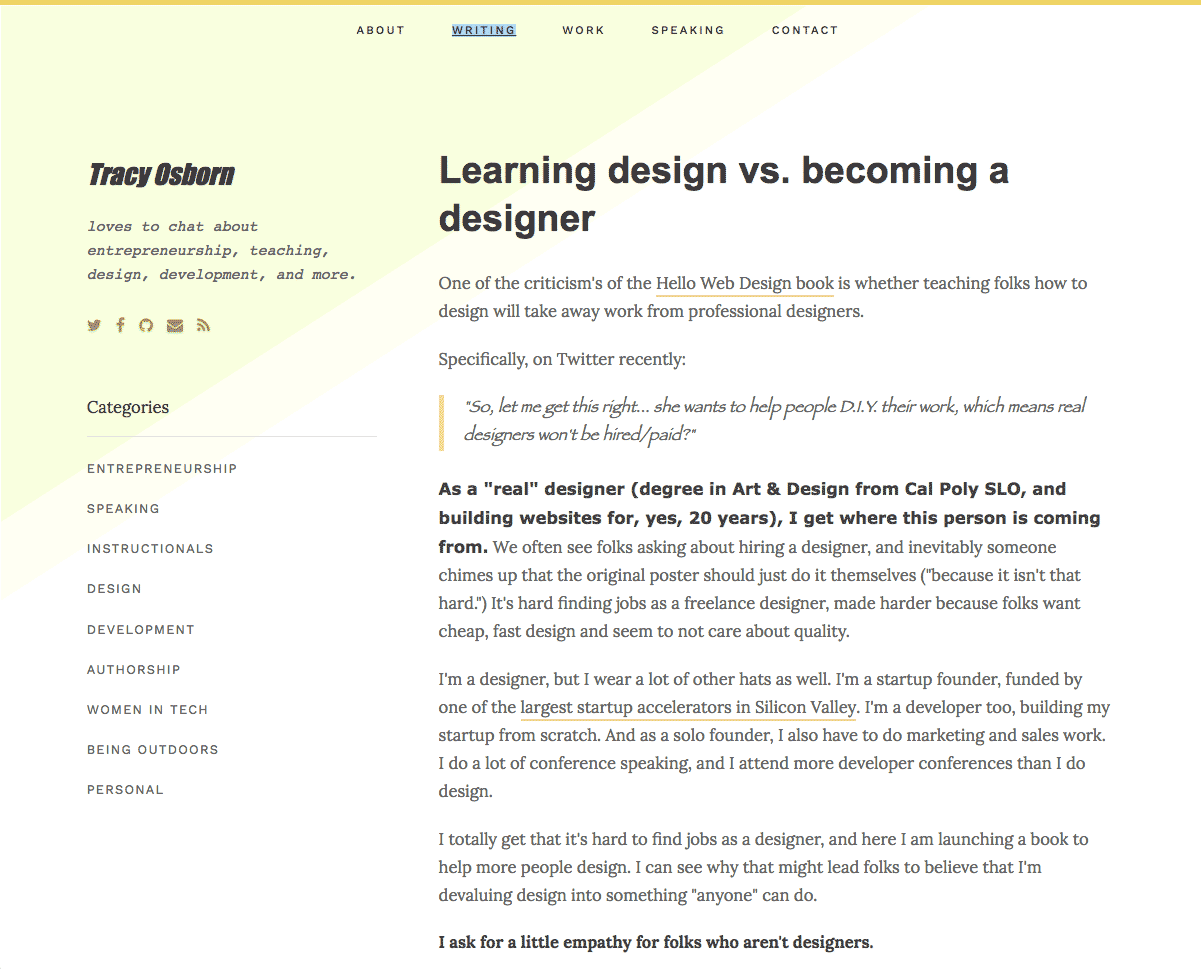 ABOUT WRITING WORK SPEAKING CONTACT
Tracy Osborn
loves to chat about
entrepreneurship, teaching,
design, development, and more.
Categories
ENTREPRENEURSHIP
SPEAKING
INSTRUCTIONALS
DESIGN
DEVELOPMENT
AUTHORSHIP
WOMEN IN TECH
BEING OUTDOORS
PERSONAL
Learning design vs. becoming a
designer
One of the criticism's of the Hello Web Design book is whether teaching folks how to
design will take away work from professional designers.
Specifically, on Twitter recently:
"So, let me get this right... she wants to help people D.I.Y. their work, which means real
designers won't be hired/paid?"
As a "real" designer (degree in Art & Design from Cal Poly SLO, and
building websites for, yes, 20 years), I get where this person is coming
from. We often see folks asking about hiring a designer, and inevitably someone
chimes up that the original poster should just do it themselves ("because it isn't that
hard.") It's hard finding jobs as a freelance designer, made harder because folks want
cheap, fast design and seem to not care about quality.
I'm a designer, but I wear a lot of other hats as well. I'm a startup founder, funded by
one of the largest startup accelerators in Silicon Valley. I'm a developer too, building my
startup from scratch. And as a solo founder, I also have to do marketing and sales work.
I do a lot of conference speaking, and I attend more developer conferences than I do
design.
I totally get that it's hard to find jobs as a designer, and here I am launching a book to
help more people design. I can see why that might lead folks to believe that I'm
devaluing design into something "anyone" can do.
I ask for a little empathy for folks who aren't designers.